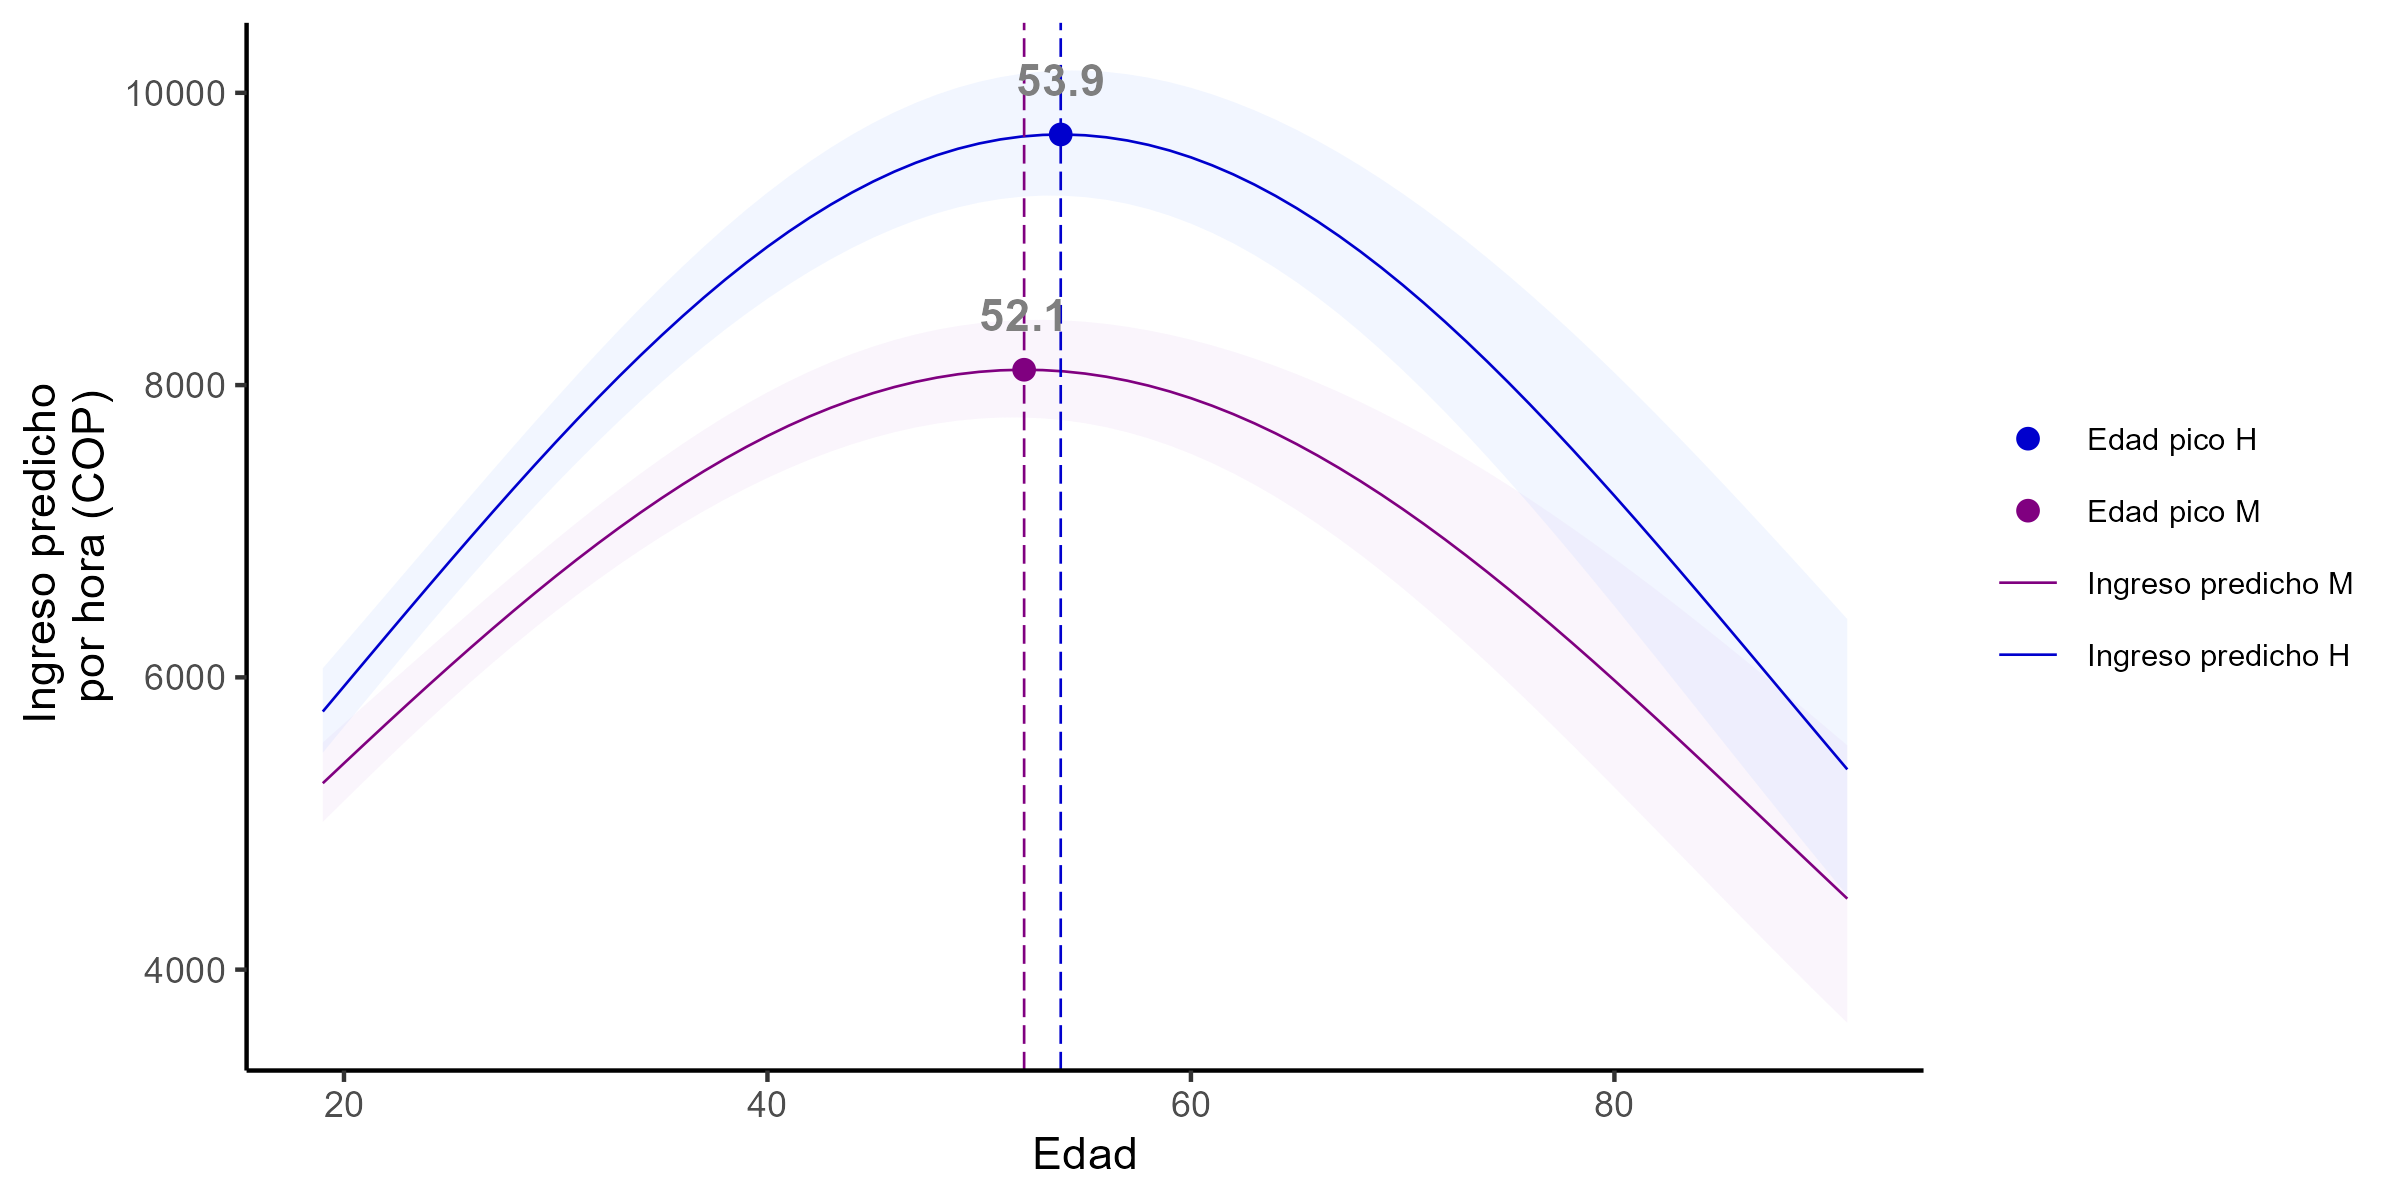 Ingreso predicho
por hora (COP)
10000
8000
6000
4000
53.9
52.1
20
40
60
80
Edad
Edad pico H
Edad pico M
Ingreso predicho M
Ingreso predicho H